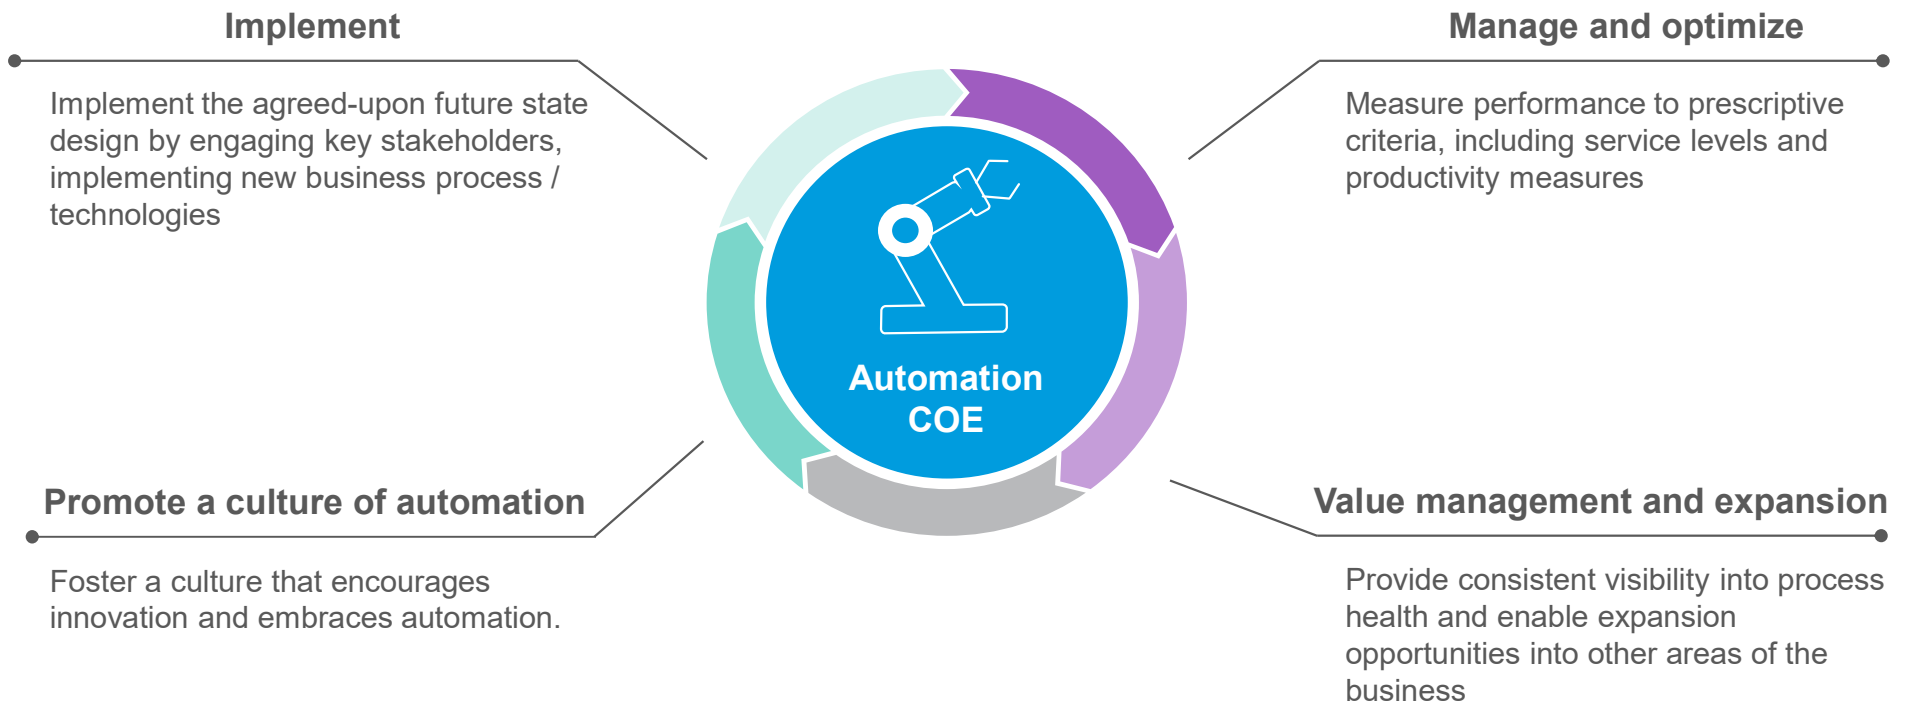 Implement
Implement the agreed-upon future state
design by engaging key stakeholders,
implementing new business process /
technologies
Manage and optimize
Measure performance to prescriptive
criteria, including service levels and
productivity measures
Automation
COE
Promote a culture of automation
Foster a culture that encourages
innovation and embraces automation.
Value management and expansion
Provide consistent visibility into process
health and enable expansion
opportunities into other areas of the
business